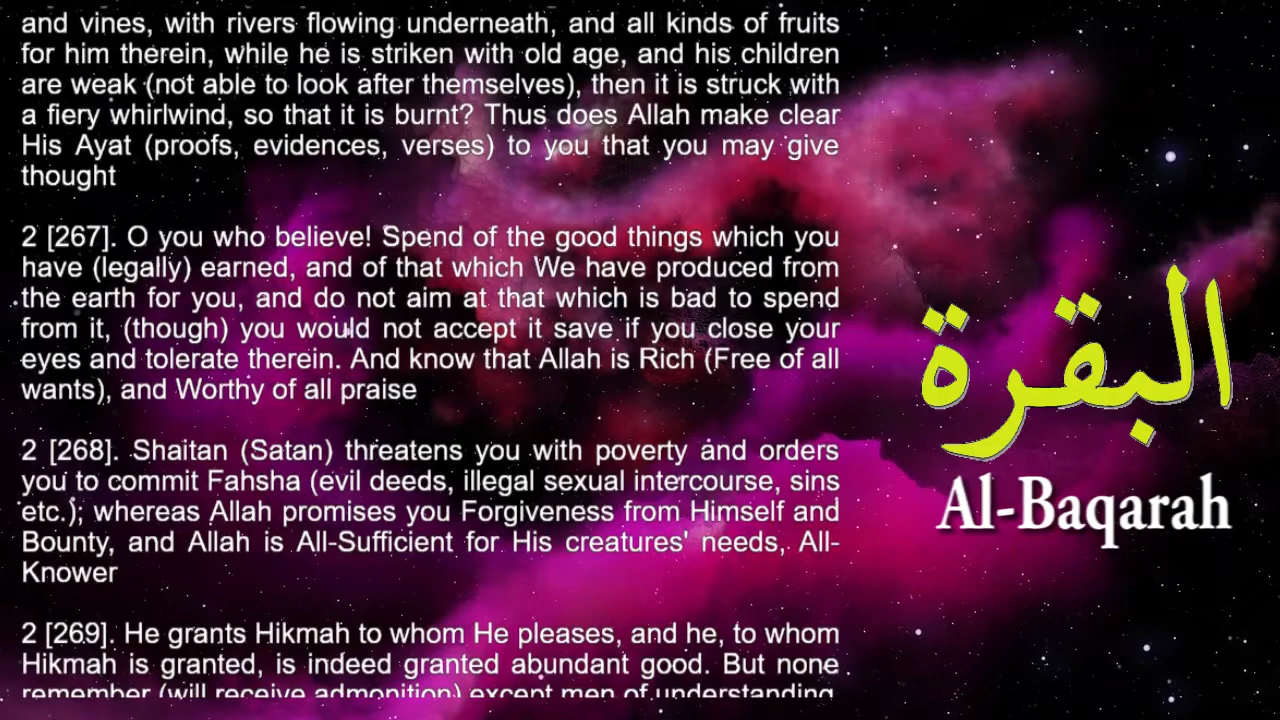 and vines, with rivers flowing underneath, and all kinds of fruits
for him therein, while he is striken with old age, and his children
are weak (not able to look after themselves), then it is struck with
a fiery whirlwind, so that it is burnt? Thus does Allah make clear
His Ayat (proofs, evidences, verses) to you that you may give
thought
2 [267]. O you who believe! Spend of the good things which you
have (legally) earned, and of that which We have produced from
the earth for you, and do not aim at that which is bad to spend
from it, (though) you would not accept it save if you close your
eyes and tolerate therein. And know that Allah is Rich (Free of all
wants), and Worthy of all praise
2 [268]. Shaitan (Satan) threatens you with poverty and orders
you to commit Fahsha (evil deeds, illegal sexual intercourse, sins
etc.); whereas Allah promises you Forgiveness from Himself and
Bounty, and Allah is All-Sufficient for His creatures' needs, All-
Knower
2 [269]. He grants Hikmah to whom He pleases, and he, to whom
Hikmah is granted, is indeed granted abundant good. But none
remember (will receive admonition) except men of understanding
البقرة
Al-Baqarah